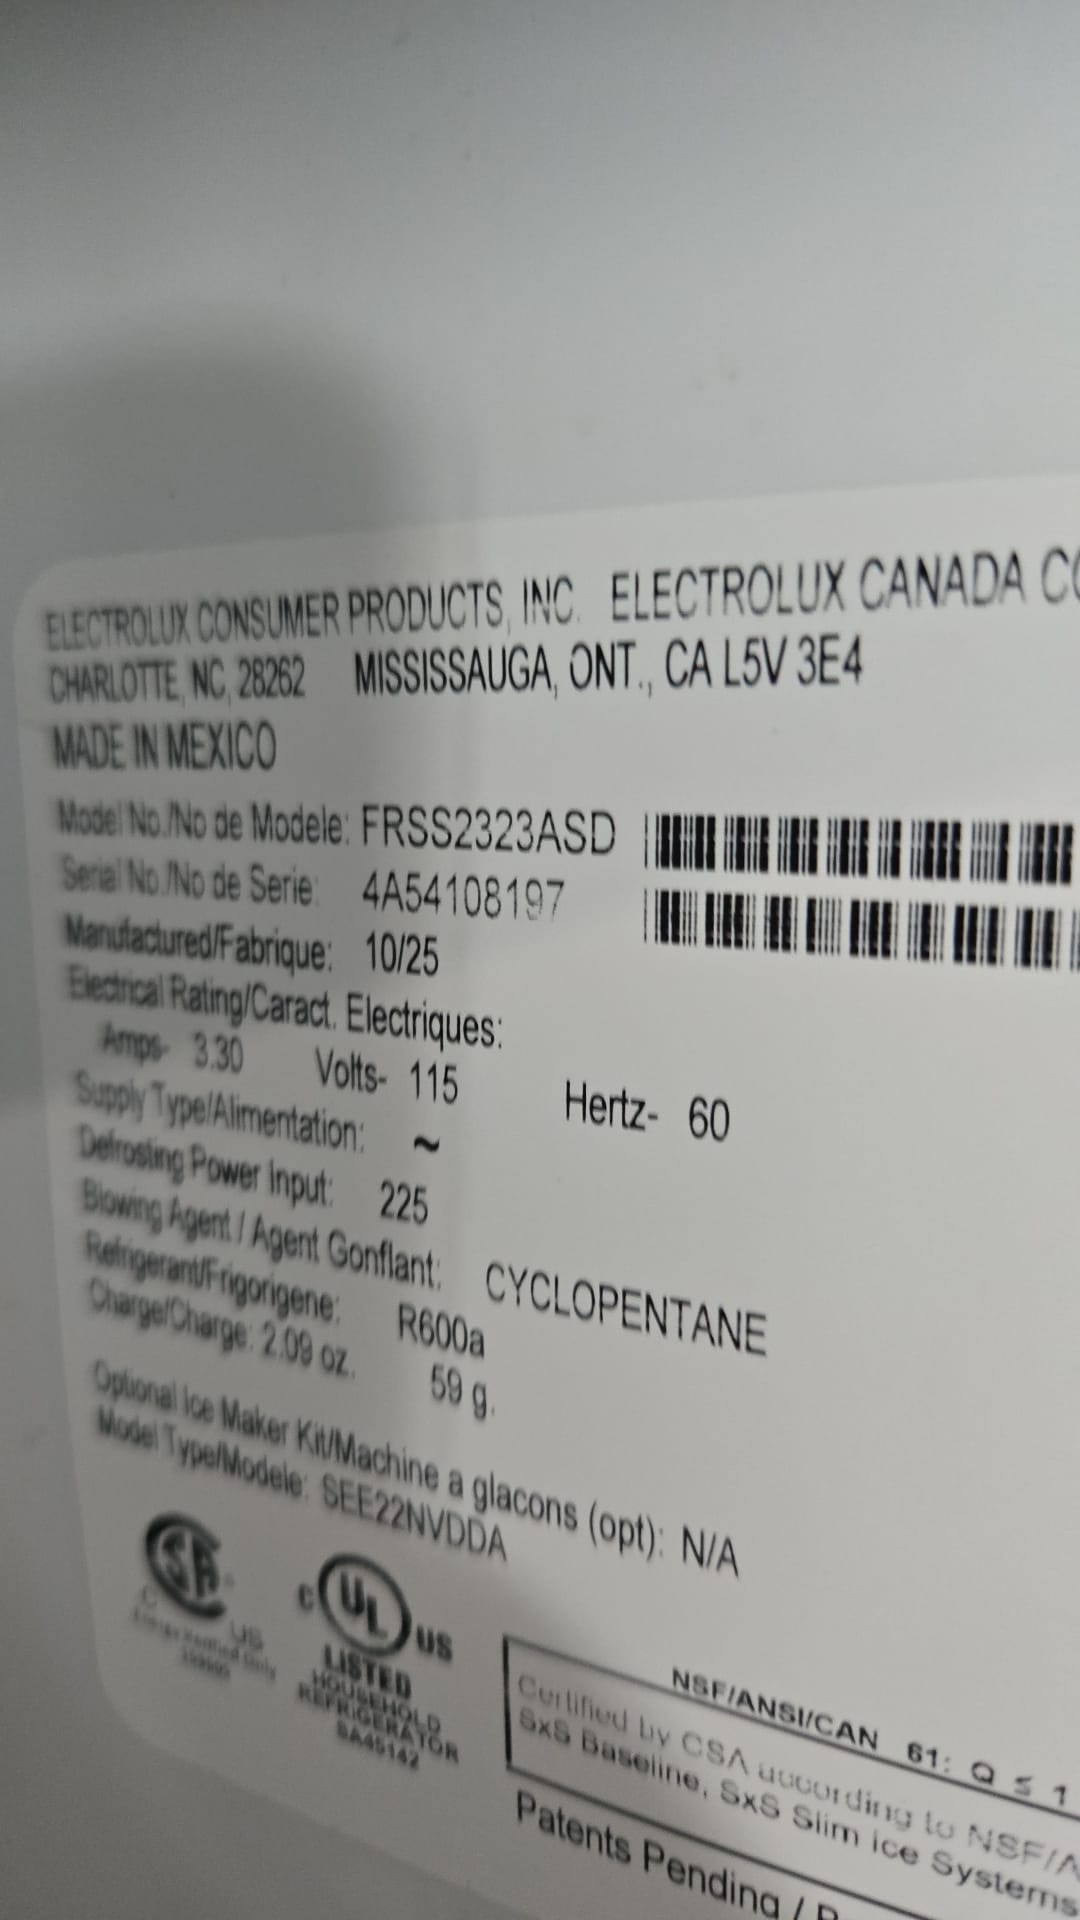 ELECTROLUX CONSUMER PRODUCTS, INC. ELECTROLUX CANADA CO
CHARLOTTE, NC, 28262 MISSISSAUGA, ONT., CA L5V 3E4
MADE IN MEXICO
Model No./No de Modele: FRSS2323ASD
Serial No./No de Serie: 4A54108197
Manufactured/Fabrique: 10/25
Electrical Rating/Caract. Electriques:
Amps- 3.30 Volts- 115 Hertz- 60
Supply Type/Alimentation: ~
Defrosting Power Input: 225
Blowing Agent / Agent Gonflant: CYCLOPENTANE
Refrigerant/Frigorigene: R600a
Charge/Charge: 2.09 oz. 59 g.
Optional Ice Maker Kit/Machine a glacons (opt): N/A
Model Type/Modele: SEE22NVDDA
SA
C US
C UL US
LISTED
HOUSEHOLD
REFRIGERATOR
SA45142
NSF/ANSI/CAN 61: Q ≤ 1
Certified by CSA according to NSF/A
SxS Baseline, SxS Slim ice Systems
Patents Pending /